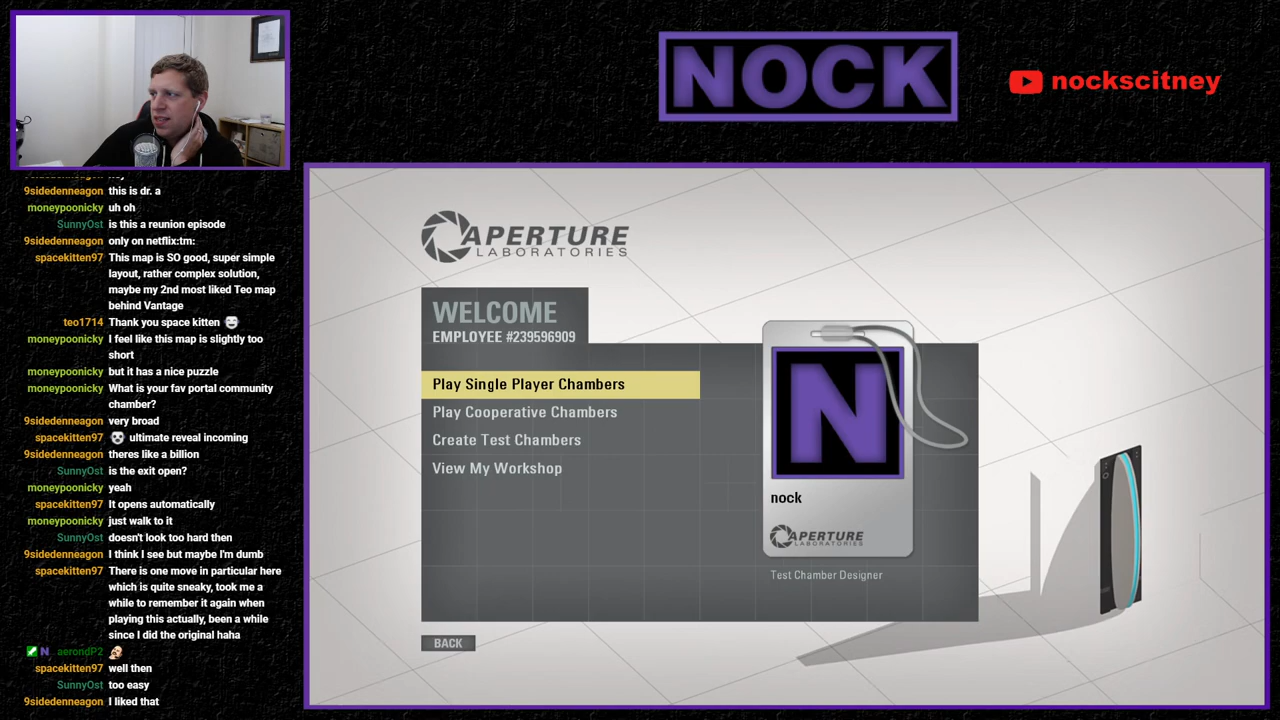 NOCK
nockscitney
9sidedenneagon this is dr. a
moneypoonicky uh oh
SunnyOst is this a reunion episode
9sidedenneagon only on netflix:tm:
spacekitten97 This map is SO good, super simple
layout, rather complex solution,
maybe my 2nd most liked Teo map
behind Vantage
teo1714 Thank you space kitten
moneypoonicky I feel like this map is slightly too
short
moneypoonicky but it has a nice puzzle
moneypoonicky What is your fav portal community
chamber?
9sidedenneagon very broad
spacekitten97 ultimate reveal incoming
9sidedenneagon theres like a billion
SunnyOst is the exit open?
moneypoonicky yeah
spacekitten97 It opens automatically
moneypoonicky just walk to it
SunnyOst doesn't look too hard then
9sidedenneagon I think I see but maybe I'm dumb
spacekitten97 There is one move in particular here
which is quite sneaky, took me a
while to remember it again when
playing this actually, been a while
since I did the original haha
N aeroridP2
spacekitten97 well then
SunnyOst too easy
9sidedenneagon I liked that
APERTURE
LABORATORIES
WELCOME
EMPLOYEE #239596909
Play Single Player Chambers
Play Cooperative Chambers
Create Test Chambers
View My Workshop
BACK
N
nock
APERTURE
LABORATORIES
Test Chamber Designer